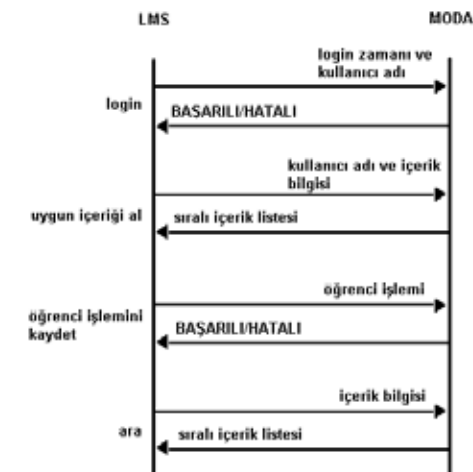 LMS
MODA
login zamanı ve
kullanıcı adı
login
BAŞARILI/HATALI
kullanıcı adı ve içerik
bilgisi
uygun içeriği al
sıralı içerik listesi
öğrenci işlemi
öğrenci işlemini
kaydet
BAŞARILI/HATALI
içerik bilgisi
ara
sıralı içerik listesi